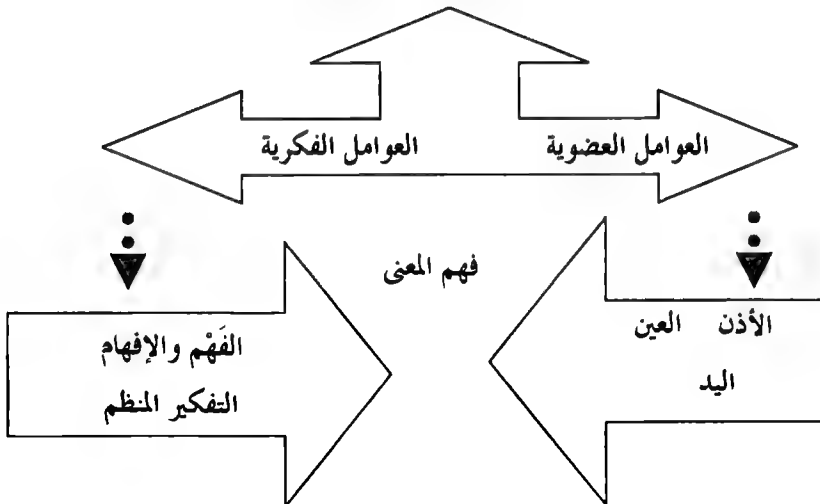 العوامل العضوية
العوامل الفكرية
فهم المعنى
الأذن العين
اليد
الفَهْم والإفهام
التفكير المنظم